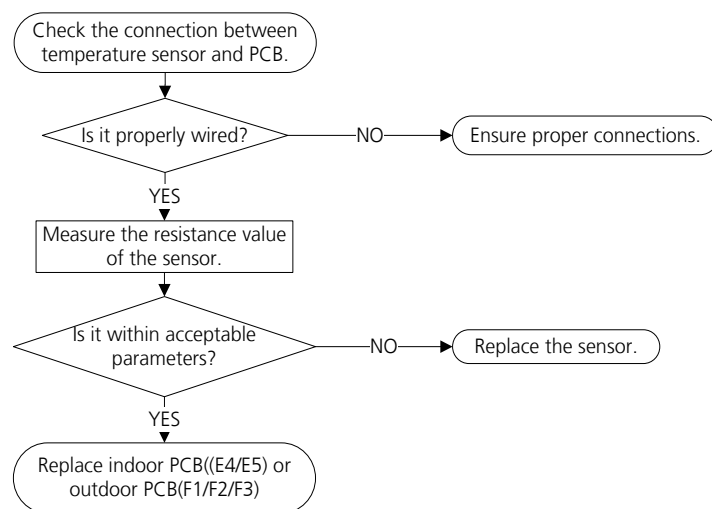 Check the connection between
temperature sensor and PCB.
Is it properly wired?
NO
Ensure proper connections.
YES
Measure the resistance value
of the sensor.
Is it within acceptable
parameters?
NO
Replace the sensor.
YES
Replace indoor PCB((E4/E5) or
outdoor PCB(F1/F2/F3)